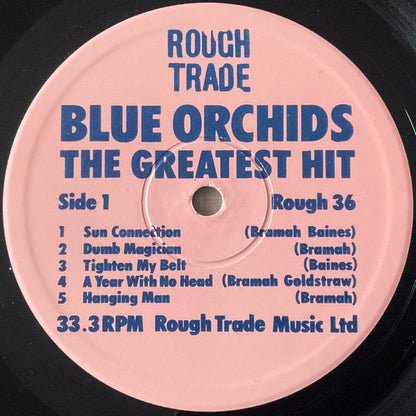 ROUGH
TRADE
BLUE ORCHIDS
THE GREATEST HIT
Side 1 Rough 36
1 Sun Connection (Bramah Baines)
2 Dumb Magician (Bramah)
3 Tighten My Belt (Baines)
4 A Year With No Head (Bramah Goldstraw)
5 Hanging Man (Bramah)
33.3RPM Rough Trade Music Ltd